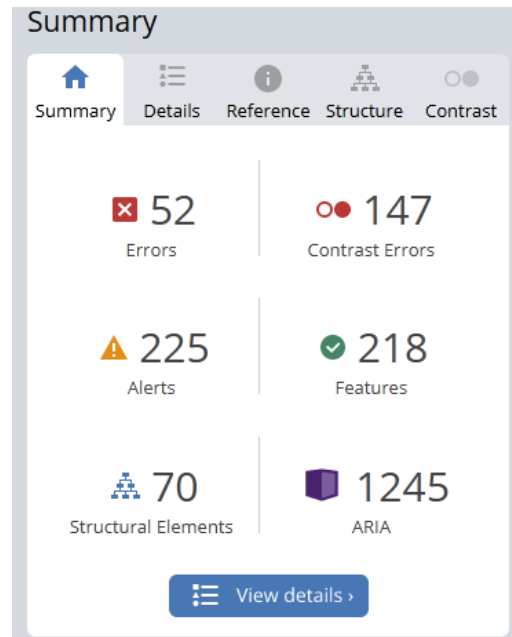 Summary
Summary Details Reference Structure Contrast
52 147
Errors Contrast Errors
225 218
Alerts Features
70 1245
Structural Elements ARIA
View details ›